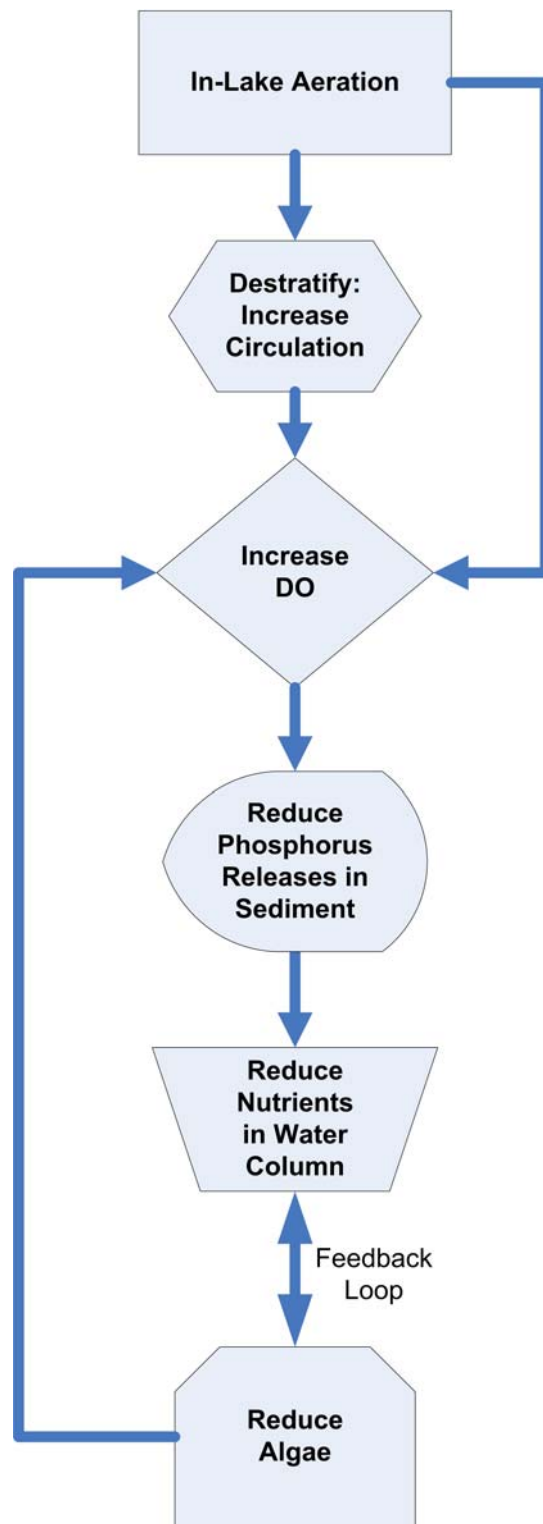 In-Lake Aeration
Destratify:
Increase
Circulation
Increase
DO
Reduce
Phosphorus
Releases in
Sediment
Reduce
Nutrients
in Water
Column
Feedback
Loop
Reduce
Algae